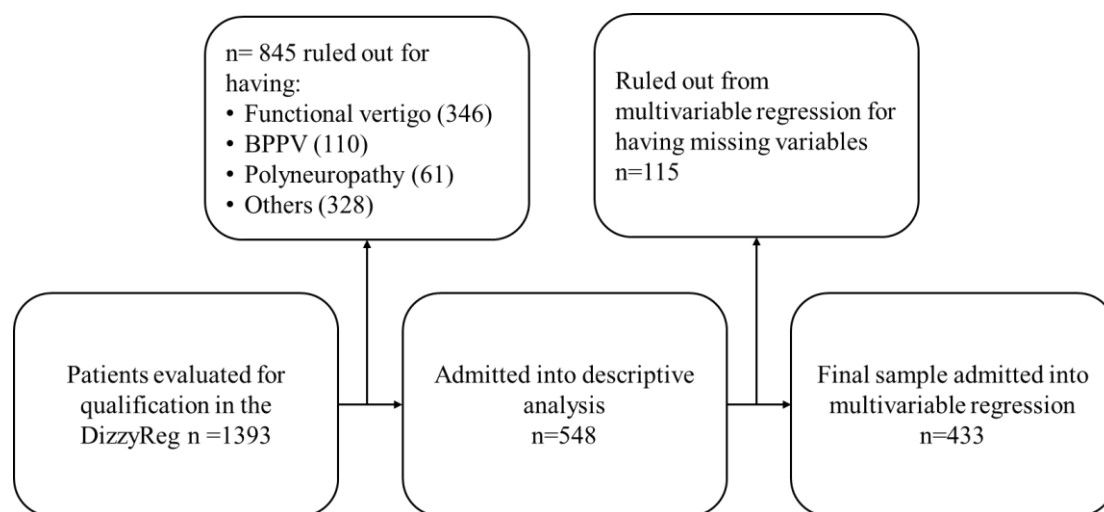 n= 845 ruled out for
having:
• Functional vertigo (346)
• BPPV (110)
• Polyneuropathy (61)
• Others (328)
Ruled out from
multivariable regression for
having missing variables
n=115
Patients evaluated for
qualification in the
DizzyReg n =1393
Admitted into descriptive
analysis
n=548
Final sample admitted into
multivariable regression
n=433